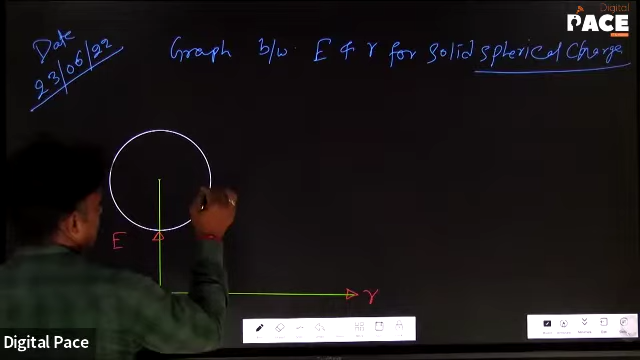 Digital
PACE
Date
23/06/22
Graph b/w. E & r for solid spherical charge.
E
r
Digital Pace